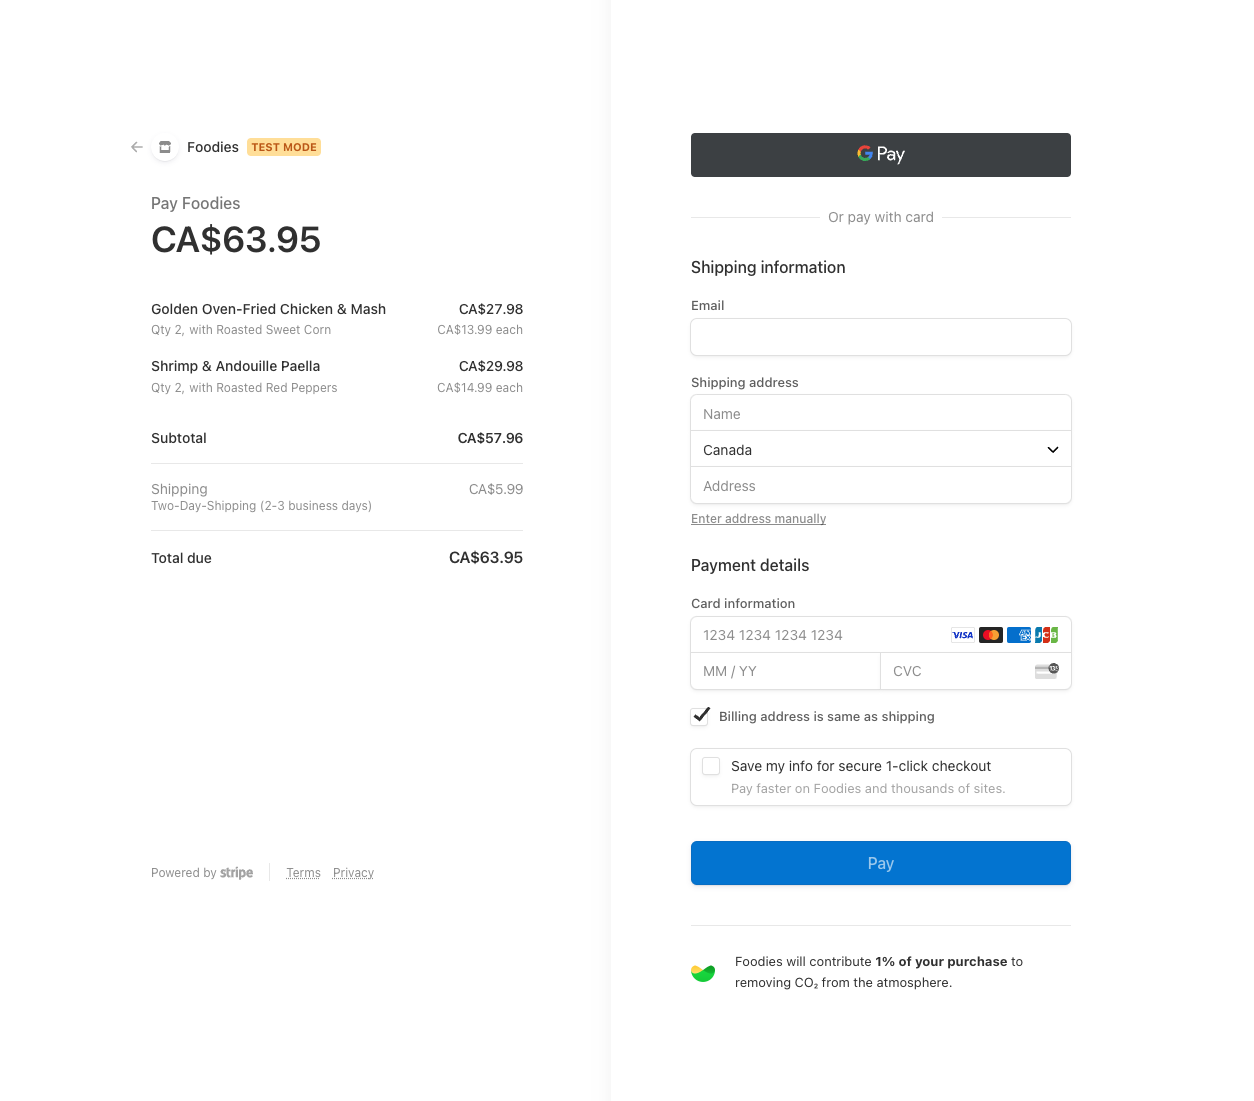 Foodies TEST MODE
Pay Foodies
CA$63.95
Golden Oven-Fried Chicken & Mash CA$27.98
Qty 2, with Roasted Sweet Corn CA$13.99 each
Shrimp & Andouille Paella CA$29.98
Qty 2, with Roasted Red Peppers CA$14.99 each
Subtotal CA$57.96
Shipping CA$5.99
Two-Day-Shipping (2-3 business days)
Total due CA$63.95
Powered by stripe Terms Privacy
G Pay
Or pay with card
Shipping information
Email
Shipping address
Name
Canada
Address
Enter address manually
Payment details
Card information
1234 1234 1234 1234 VISA AMEX JCB
MM / YY CVC 135
Billing address is same as shipping
Save my info for secure 1-click checkout
Pay faster on Foodies and thousands of sites.
Pay
Foodies will contribute 1% of your purchase to
removing CO₂ from the atmosphere.